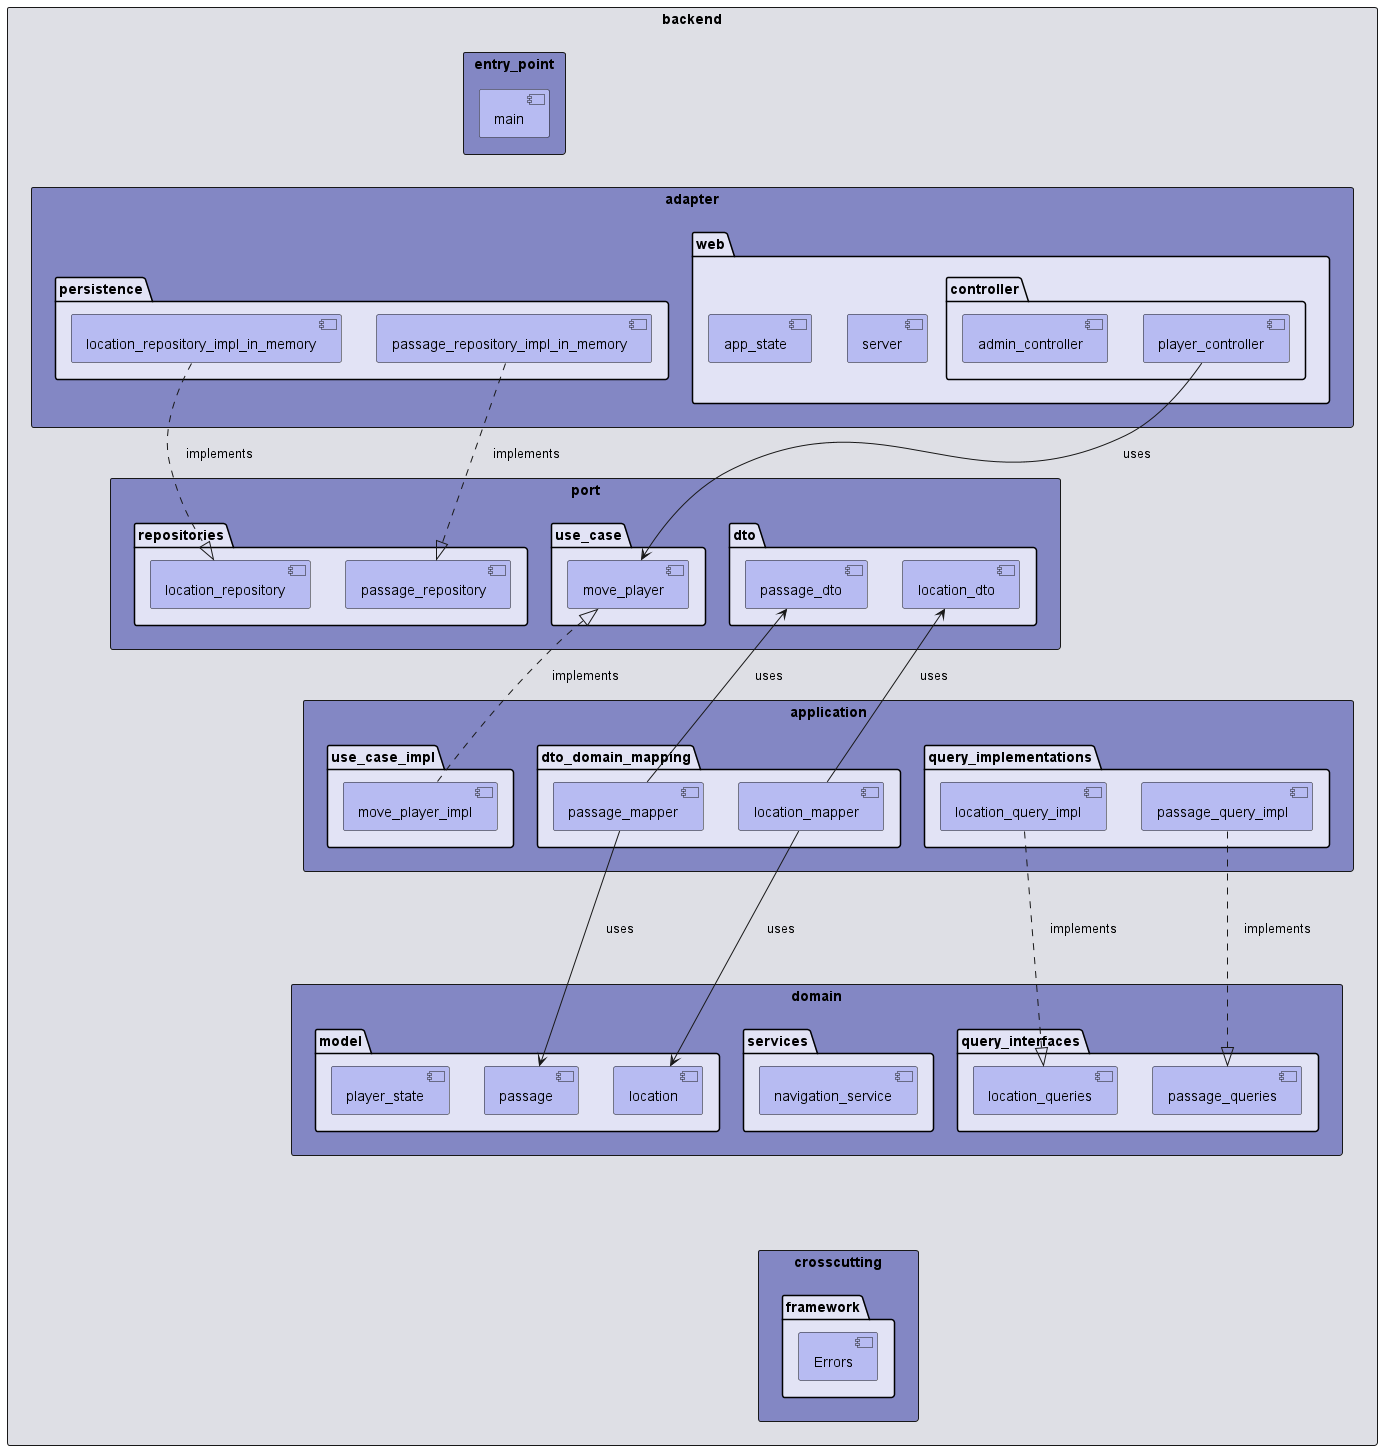 backend
entry_point
main
adapter
web
persistence
controller
location_repository_impl_in_memory
passage_repository_impl_in_memory
app_state
server
admin_controller
player_controller
implements
implements
uses
port
repositories
use_case
dto
location_repository
passage_repository
move_player
passage_dto
location_dto
implements
uses
uses
application
use_case_impl
dto_domain_mapping
query_implementations
move_player_impl
passage_mapper
location_mapper
location_query_impl
passage_query_impl
uses
uses
implements
implements
domain
model
services
query_interfaces
player_state
passage
location
navigation_service
location_queries
passage_queries
crosscutting
framework
Errors